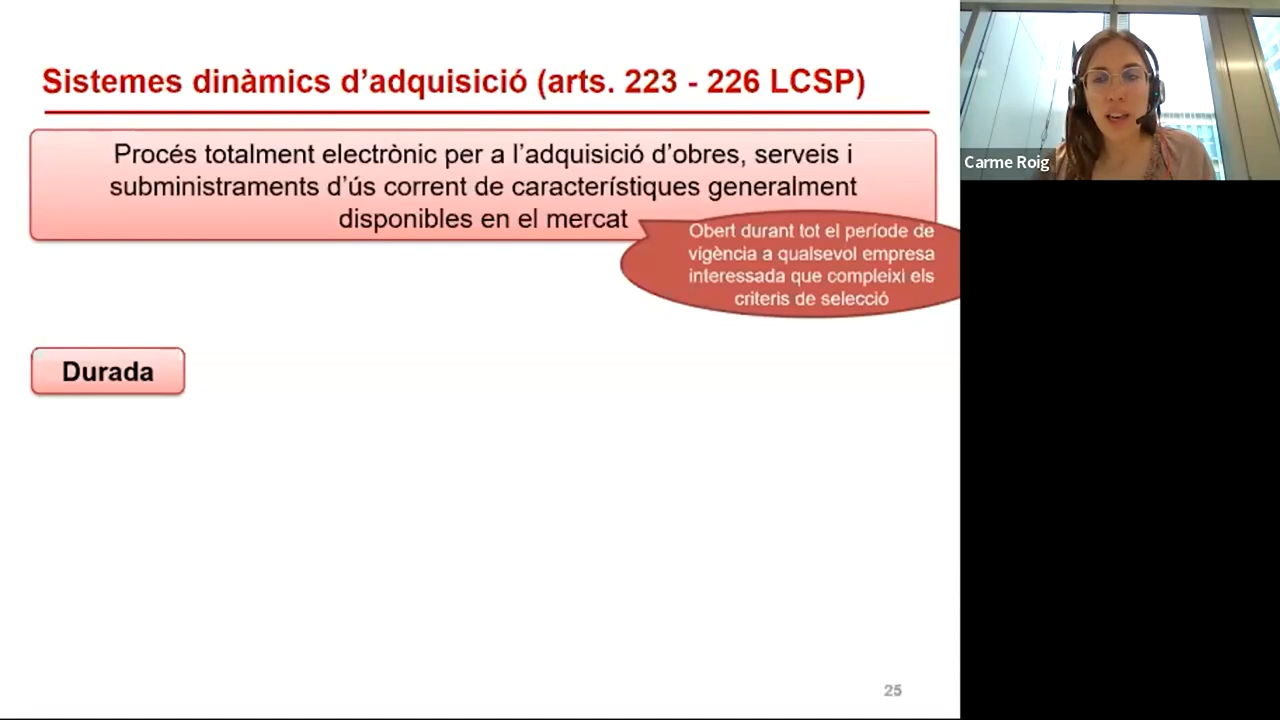 Sistemes dinàmics d’adquisició (arts. 223 - 226 LCSP)
Procés totalment electrònic per a l’adquisició d’obres, serveis i
subministraments d’ús corrent de característiques generalment
disponibles en el mercat
Obert durant tot el període de
vigència a qualsevol empresa
interessada que compleixi els
criteris de selecció
Carme Roig
Durada
25